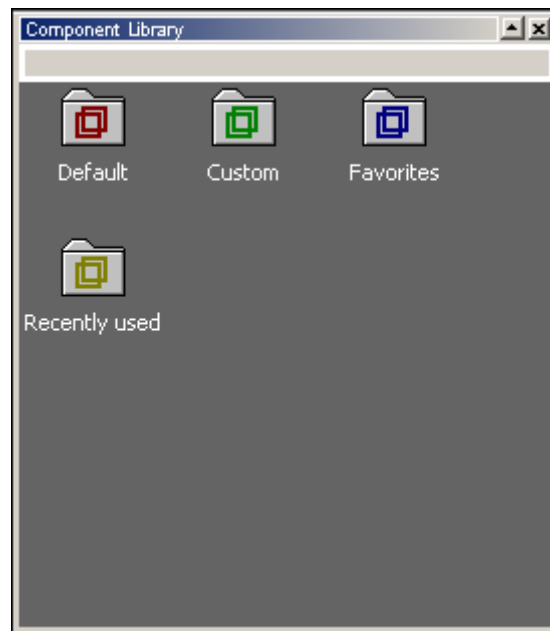 Component Library
Default
Custom
Favorites
Recently used